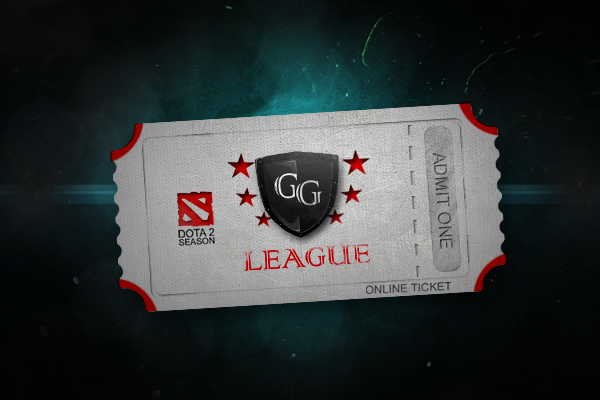 GG
LEAGUE
DOTA 2
SEASON
ADMIT ONE
ONLINE TICKET